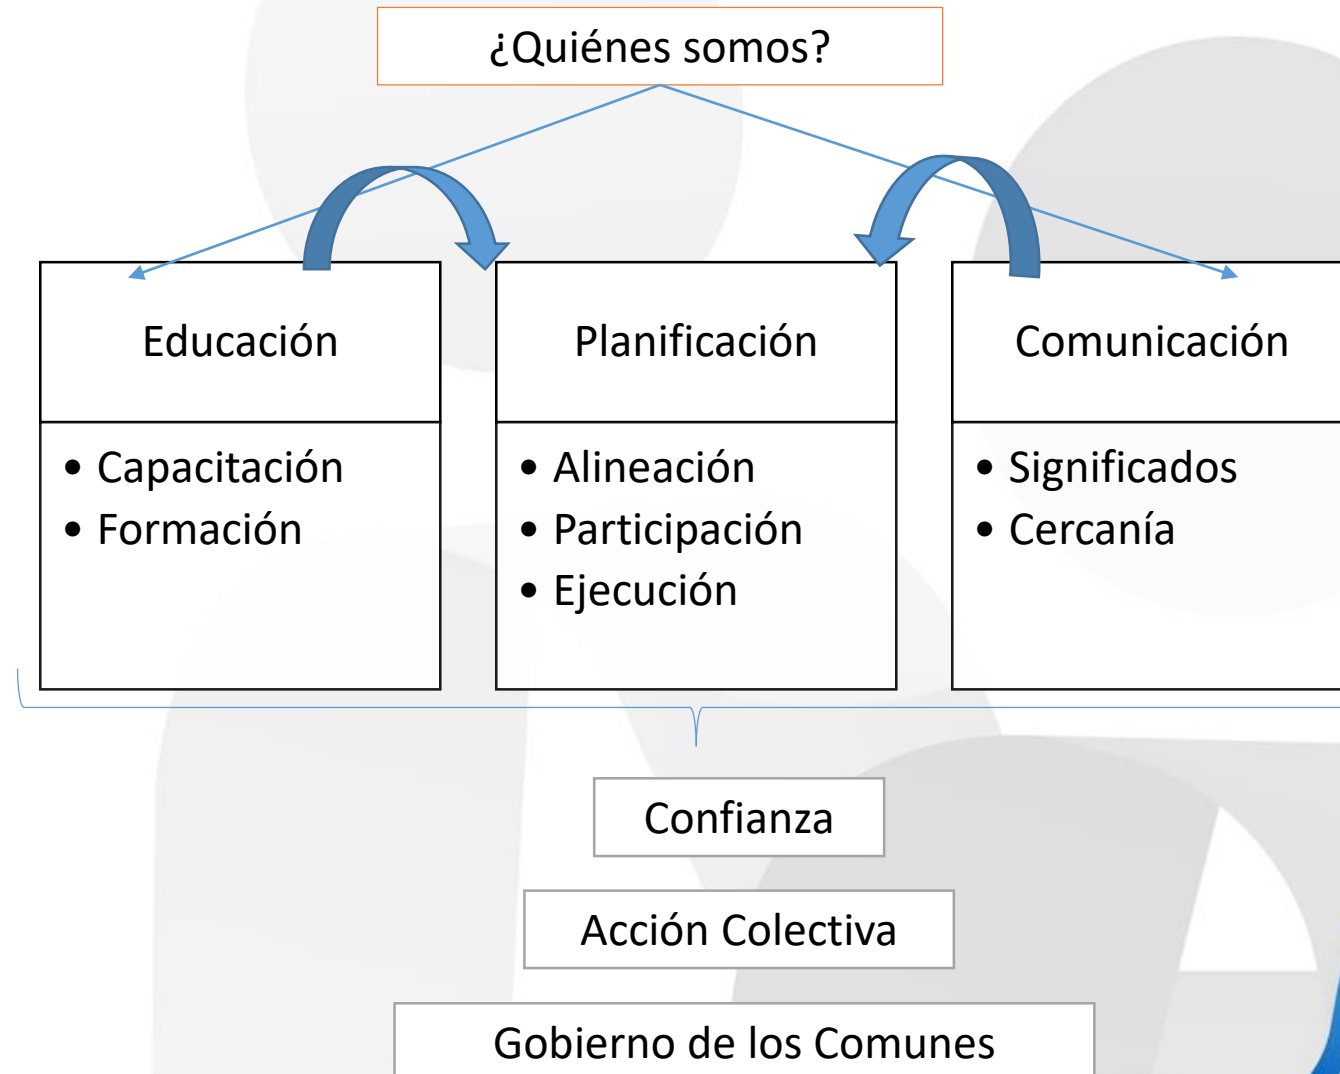 ¿Quiénes somos?
Educación
• Capacitación
• Formación
Planificación
• Alineación
• Participación
• Ejecución
Comunicación
• Significados
• Cercanía
Confianza
Acción Colectiva
Gobierno de los Comunes